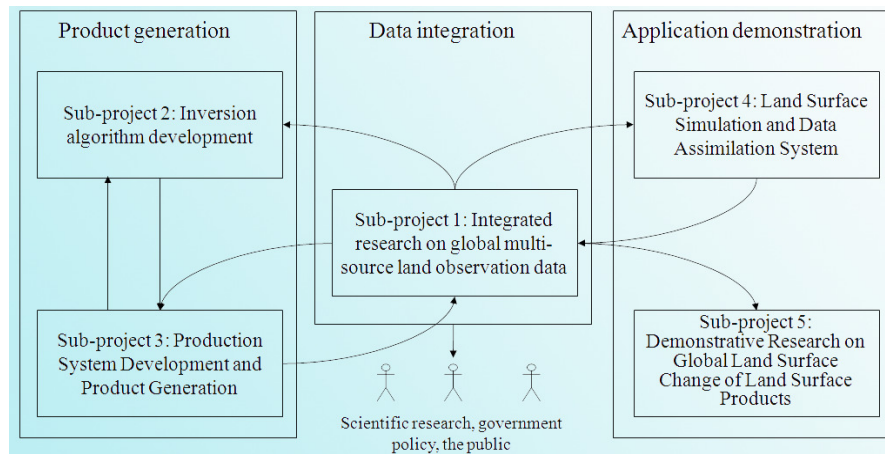 Product generation
Sub-project 2: Inversion
algorithm development
Sub-project 3: Production
System Development and
Product Generation
Data integration
Sub-project 1: Integrated
research on global multi-
source land observation data
Scientific research, government
policy, the public
Application demonstration
Sub-project 4: Land Surface
Simulation and Data
Assimilation System
Sub-project 5:
Demonstrative Research on
Global Land Surface
Change of Land Surface
Products